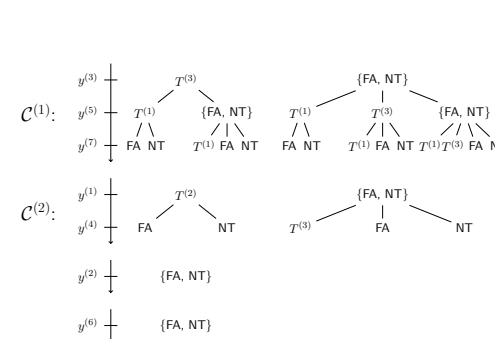 y^(3) T^(3) {FA, NT}
𝒞^(1): y^(5) T^(1) {FA, NT} T^(1) T^(3) {FA, NT}
y^(7) FA NT T^(1) FA NT FA NT T^(1) FA NT T^(1) T^(3) FA
y^(1) T^(2) {FA, NT}
𝒞^(2): y^(4) FA NT T^(3) FA NT
y^(2) {FA, NT}
y^(6) {FA, NT}